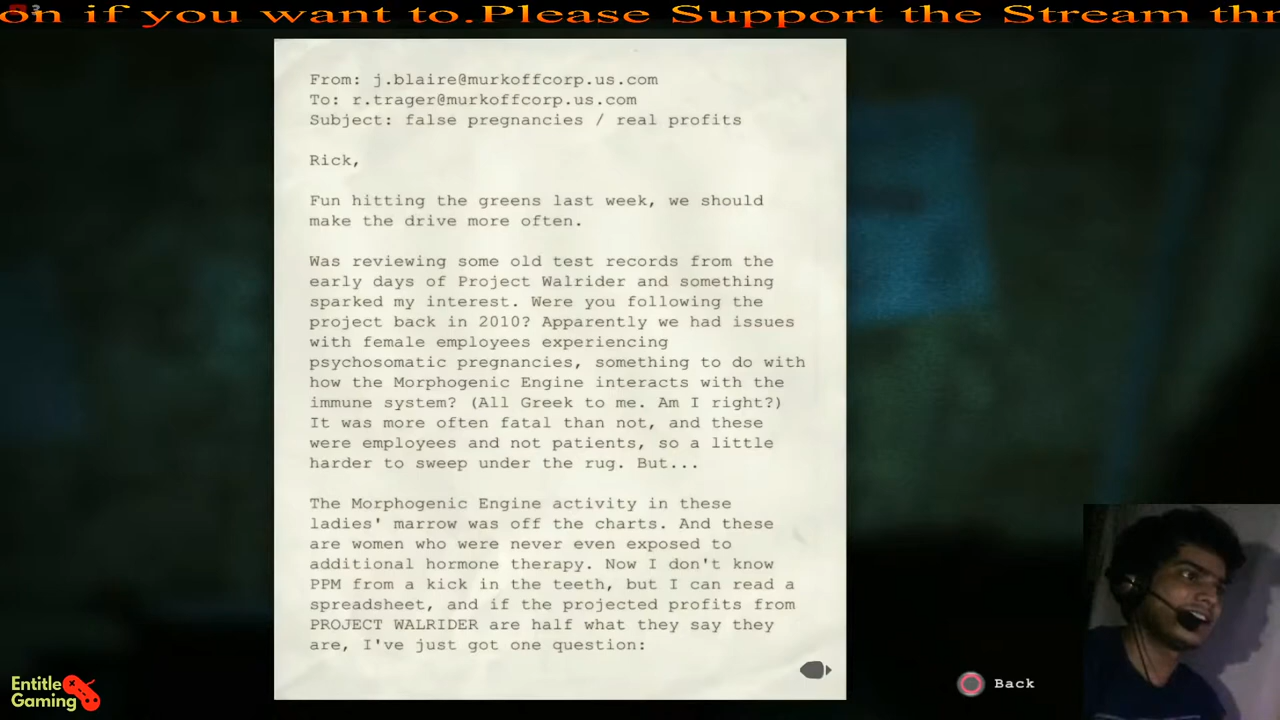 on if you want to.Please Support the Stream thr
3
From: j.blaire@murkoffcorp.us.com
To: r.trager@murkoffcorp.us.com
Subject: false pregnancies / real profits
Rick,
Fun hitting the greens last week, we should
make the drive more often.
Was reviewing some old test records from the
early days of Project Walrider and something
sparked my interest. Were you following the
project back in 2010? Apparently we had issues
with female employees experiencing
psychosomatic pregnancies, something to do with
how the Morphogenic Engine interacts with the
immune system? (All Greek to me. Am I right?)
It was more often fatal than not, and these
were employees and not patients, so a little
harder to sweep under the rug. But...
The Morphogenic Engine activity in these
ladies' marrow was off the charts. And these
are women who were never even exposed to
additional hormone therapy. Now I don't know
PPM from a kick in the teeth, but I can read a
spreadsheet, and if the projected profits from
PROJECT WALRIDER are half what they say they
are, I've just got one question:
Back
Entitle
Gaming